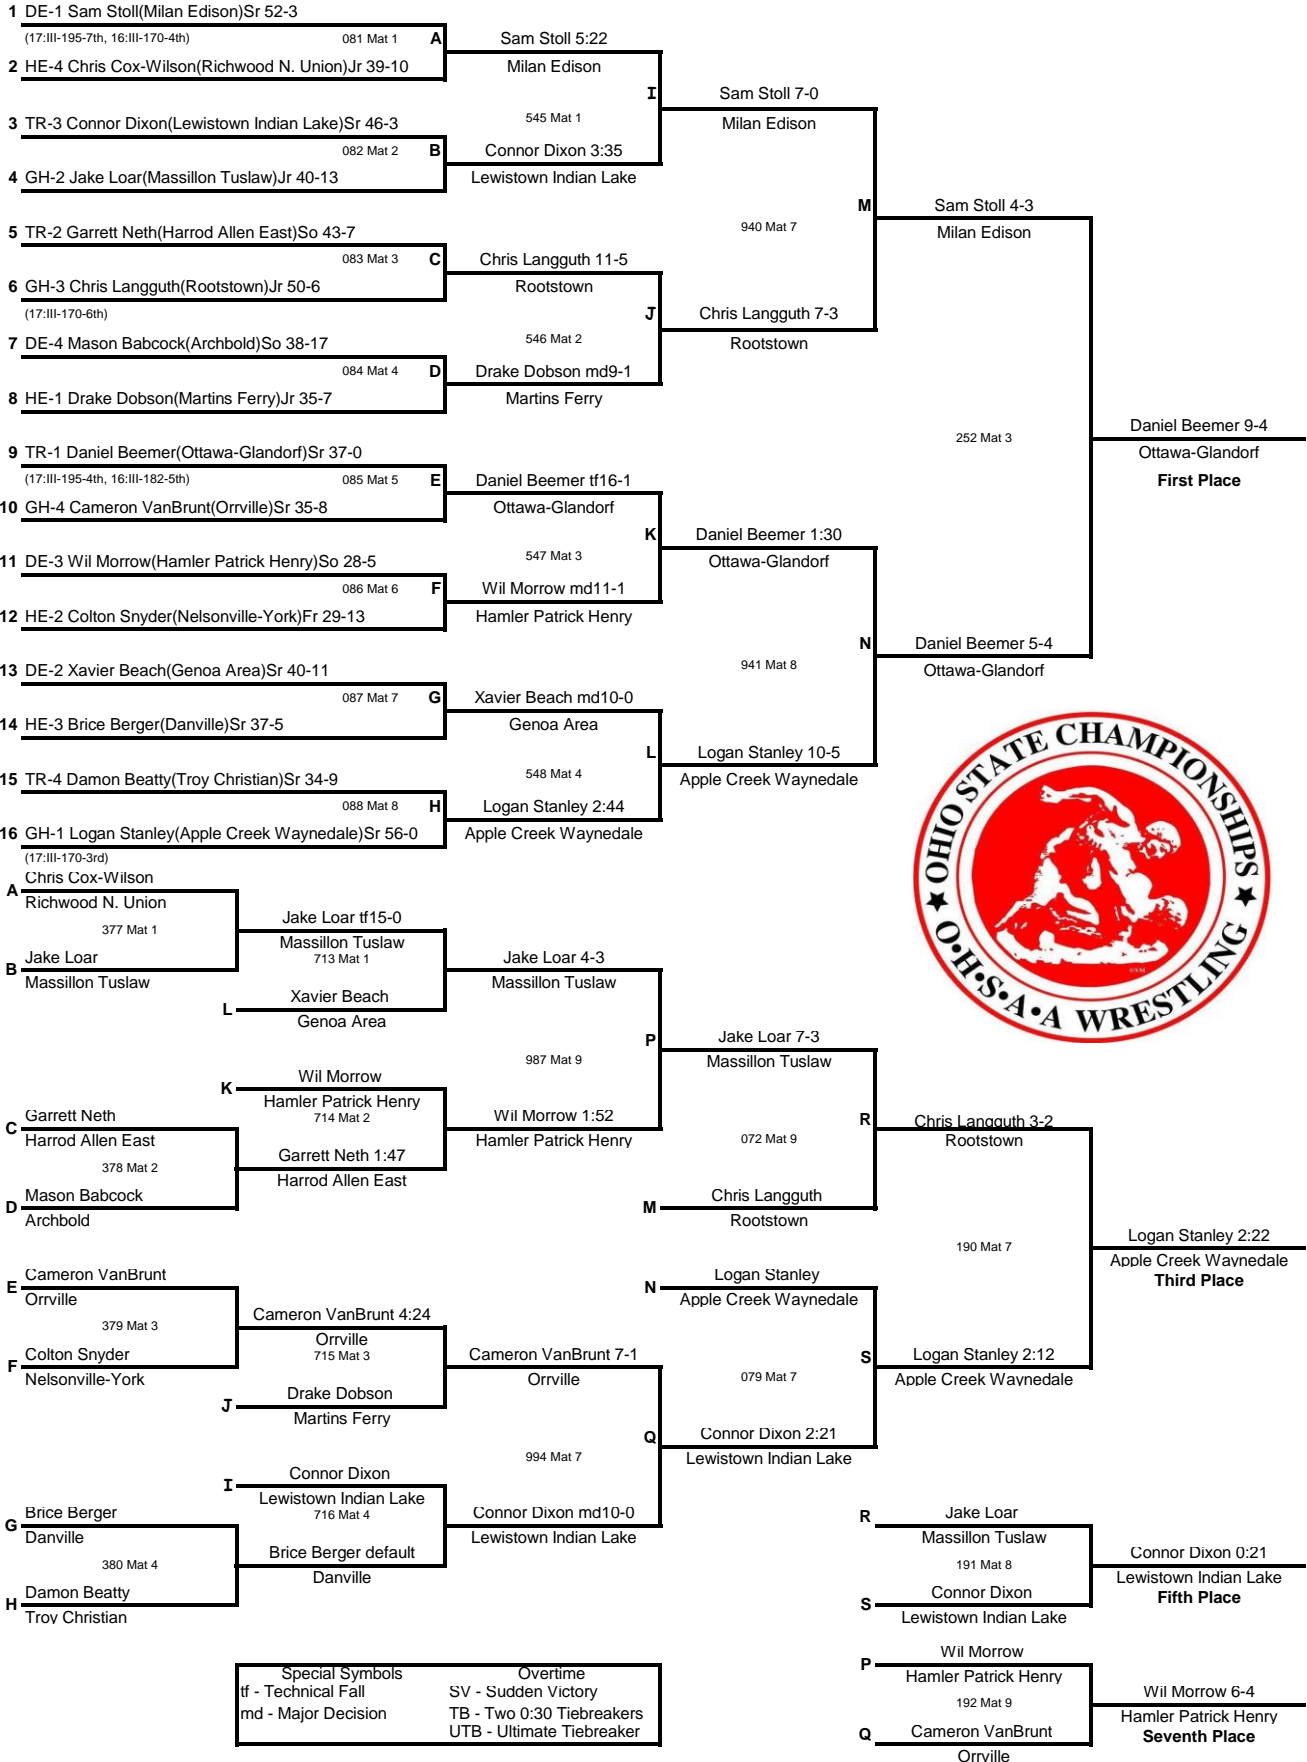 1 DE-1 Sam Stoll(Milan Edison)Sr 52-3
(17:III-195-7th, 16:III-170-4th)
081 Mat 1 A
2 HE-4 Chris Cox-Wilson(Richwood N. Union)Jr 39-10
Sam Stoll 5:22
Milan Edison
I
545 Mat 1
3 TR-3 Connor Dixon(Lewistown Indian Lake)Sr 46-3
082 Mat 2 B
4 GH-2 Jake Loar(Massillon Tuslaw)Jr 40-13
Connor Dixon 3:35
Lewistown Indian Lake
Sam Stoll 7-0
Milan Edison
M
940 Mat 7
5 TR-2 Garrett Neth(Harrod Allen East)So 43-7
083 Mat 3 C
6 GH-3 Chris Langguth(Rootstown)Jr 50-6
(17:III-170-6th)
Chris Langguth 11-5
Rootstown
J
546 Mat 2
7 DE-4 Mason Babcock(Archbold)So 38-17
084 Mat 4 D
8 HE-1 Drake Dobson(Martins Ferry)Jr 35-7
Drake Dobson md9-1
Martins Ferry
Chris Langguth 7-3
Rootstown
Sam Stoll 4-3
Milan Edison
252 Mat 3
9 TR-1 Daniel Beemer(Ottawa-Glandorf)Sr 37-0
(17:III-195-4th, 16:III-182-5th)
085 Mat 5 E
10 GH-4 Cameron VanBrunt(Orrville)Sr 35-8
Daniel Beemer tf16-1
Ottawa-Glandorf
K
547 Mat 3
11 DE-3 Wil Morrow(Hamler Patrick Henry)So 28-5
086 Mat 6 F
12 HE-2 Colton Snyder(Nelsonville-York)Fr 29-13
Wil Morrow md11-1
Hamler Patrick Henry
Daniel Beemer 1:30
Ottawa-Glandorf
N
941 Mat 8
13 DE-2 Xavier Beach(Genoa Area)Sr 40-11
087 Mat 7 G
14 HE-3 Brice Berger(Danville)Sr 37-5
Xavier Beach md10-0
Genoa Area
L
548 Mat 4
15 TR-4 Damon Beatty(Troy Christian)Sr 34-9
088 Mat 8 H
16 GH-1 Logan Stanley(Apple Creek Waynedale)Sr 56-0
(17:III-170-3rd)
Logan Stanley 2:44
Apple Creek Waynedale
Logan Stanley 10-5
Apple Creek Waynedale
Daniel Beemer 5-4
Ottawa-Glandorf
Daniel Beemer 9-4
Ottawa-Glandorf
First Place
OHIO STATE CHAMPIONSHIPS
O•H•S•A•A WRESTLING
A Chris Cox-Wilson
Richwood N. Union
377 Mat 1
B Jake Loar
Massillon Tuslaw
Jake Loar tf15-0
Massillon Tuslaw
713 Mat 1
L Xavier Beach
Genoa Area
Jake Loar 4-3
Massillon Tuslaw
P
987 Mat 9
K Wil Morrow
Hamler Patrick Henry
714 Mat 2
C Garrett Neth
Harrod Allen East
378 Mat 2
D Mason Babcock
Archbold
Garrett Neth 1:47
Harrod Allen East
Wil Morrow 1:52
Hamler Patrick Henry
Jake Loar 7-3
Massillon Tuslaw
R
072 Mat 9
M Chris Langguth
Rootstown
Chris Langguth 3-2
Rootstown
190 Mat 7
E Cameron VanBrunt
Orrville
379 Mat 3
F Colton Snyder
Nelsonville-York
Cameron VanBrunt 4:24
Orrville
715 Mat 3
J Drake Dobson
Martins Ferry
Cameron VanBrunt 7-1
Orrville
Q
994 Mat 7
I Connor Dixon
Lewistown Indian Lake
716 Mat 4
G Brice Berger
Danville
380 Mat 4
H Damon Beatty
Troy Christian
Brice Berger default
Danville
Connor Dixon md10-0
Lewistown Indian Lake
N Logan Stanley
Apple Creek Waynedale
S
079 Mat 7
Connor Dixon 2:21
Lewistown Indian Lake
Logan Stanley 2:12
Apple Creek Waynedale
Logan Stanley 2:22
Apple Creek Waynedale
Third Place
R Jake Loar
Massillon Tuslaw
191 Mat 8
S Connor Dixon
Lewistown Indian Lake
Connor Dixon 0:21
Lewistown Indian Lake
Fifth Place
P Wil Morrow
Hamler Patrick Henry
192 Mat 9
Q Cameron VanBrunt
Orrville
Wil Morrow 6-4
Hamler Patrick Henry
Seventh Place
Special Symbols Overtime
tf - Technical Fall SV - Sudden Victory
md - Major Decision TB - Two 0:30 Tiebreakers
UTB - Ultimate Tiebreaker